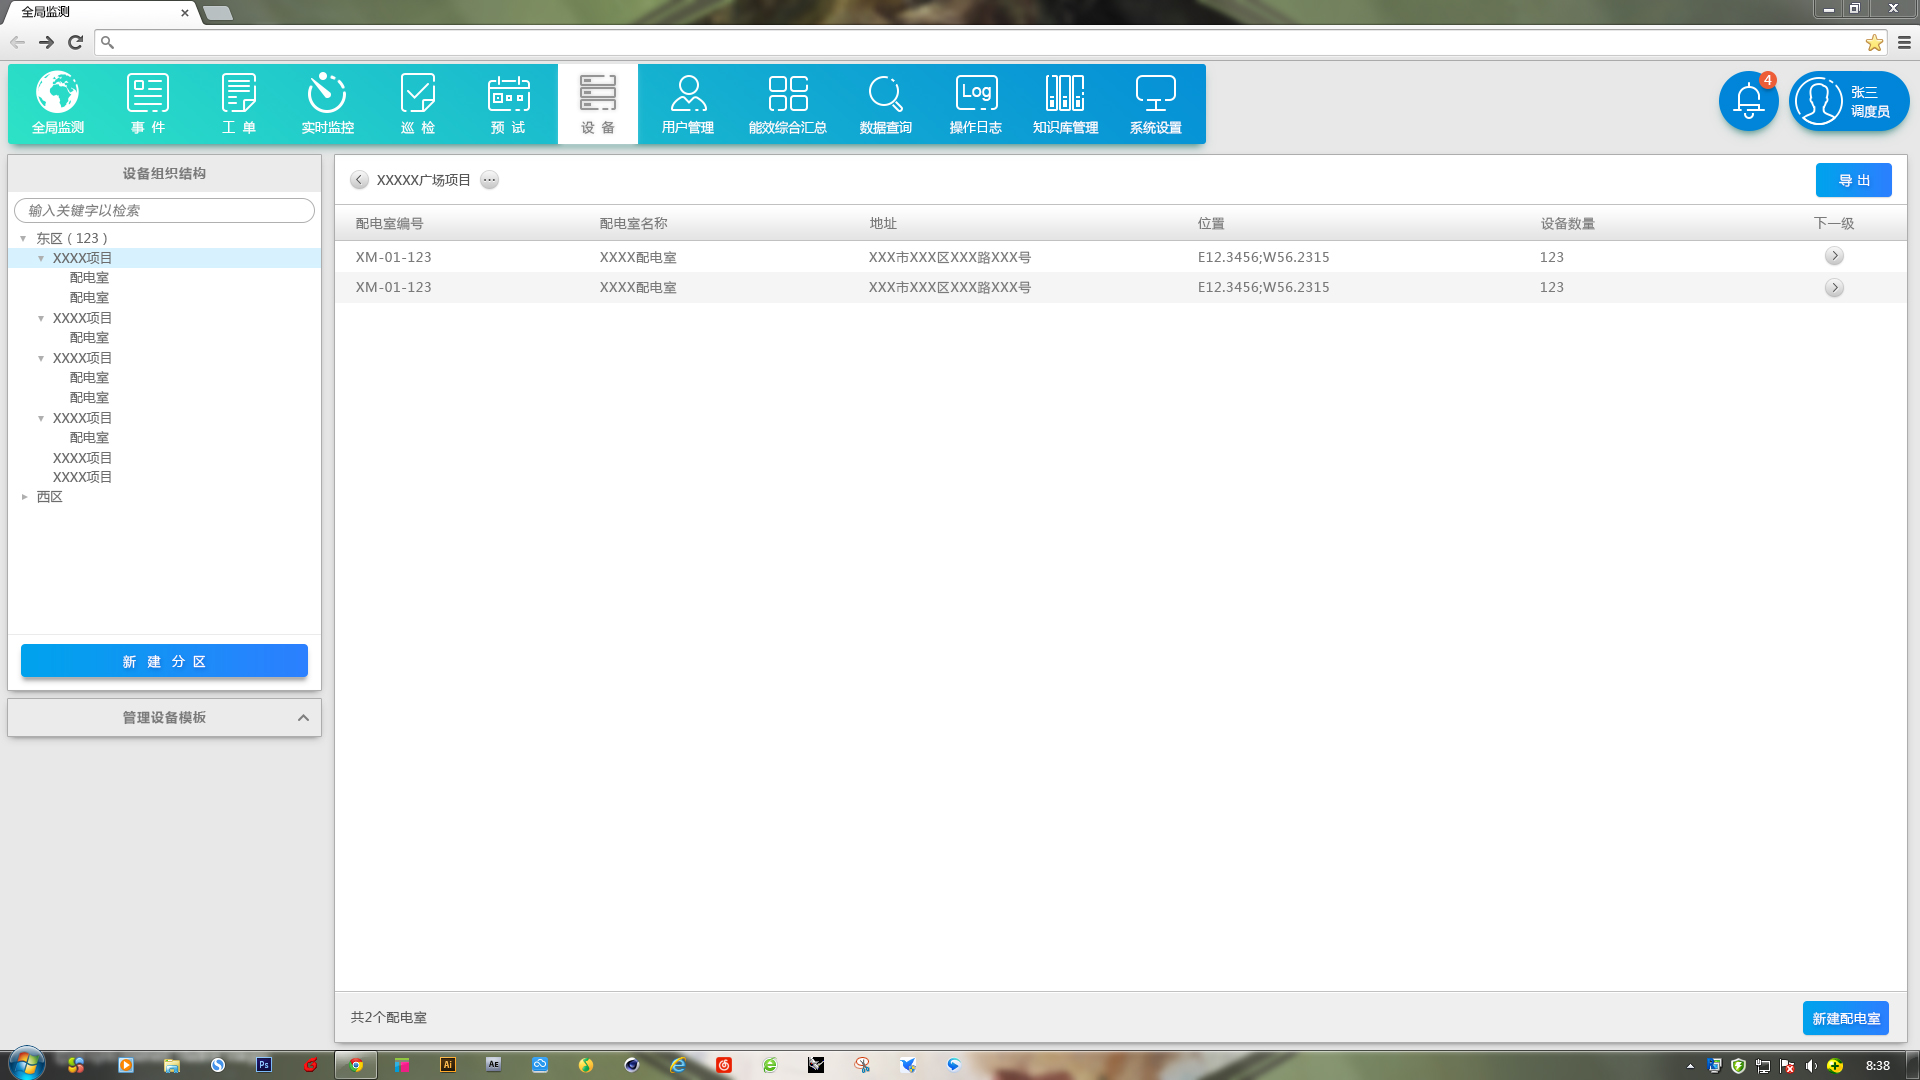 全局监测
全局监测
事 件
工 单
实时监控
巡 检
预 试
设 备
用户管理
能效综合汇总
数据查询
Log
操作日志
知识库管理
系统设置
4
张三
调度员
设备组织结构
输入关键字以检索
东区（123）
XXXX项目
配电室
配电室
XXXX项目
配电室
XXXX项目
配电室
配电室
XXXX项目
配电室
XXXX项目
XXXX项目
西区
新 建 分 区
管理设备模板
XXXXX广场项目
导 出
配电室编号 配电室名称 地址 位置 设备数量 下一级
XM-01-123 XXXX配电室 XXX市XXX区XXX路XXX号 E12.3456;W56.2315 123
XM-01-123 XXXX配电室 XXX市XXX区XXX路XXX号 E12.3456;W56.2315 123
共2个配电室
新建配电室
Ps
Ai
AE
8:38